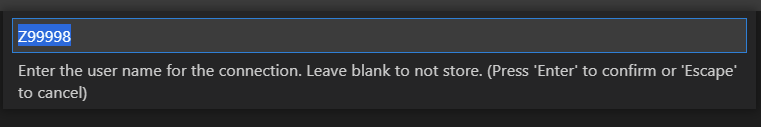 Z99998
Enter the user name for the connection. Leave blank to not store. (Press 'Enter' to confirm or 'Escape'
to cancel)